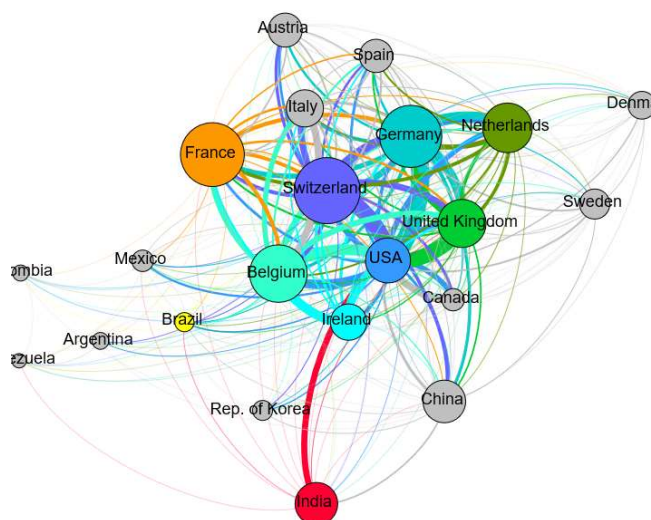 Austria
Spain
Italy
Denma
Germany
Netherlands
France
Switzerland
Sweden
United Kingdom
USA
Mexico
Belgium
ombia
Canada
Brazil
Ireland
Argentina
ezuela
Rep. of Korea
China
India